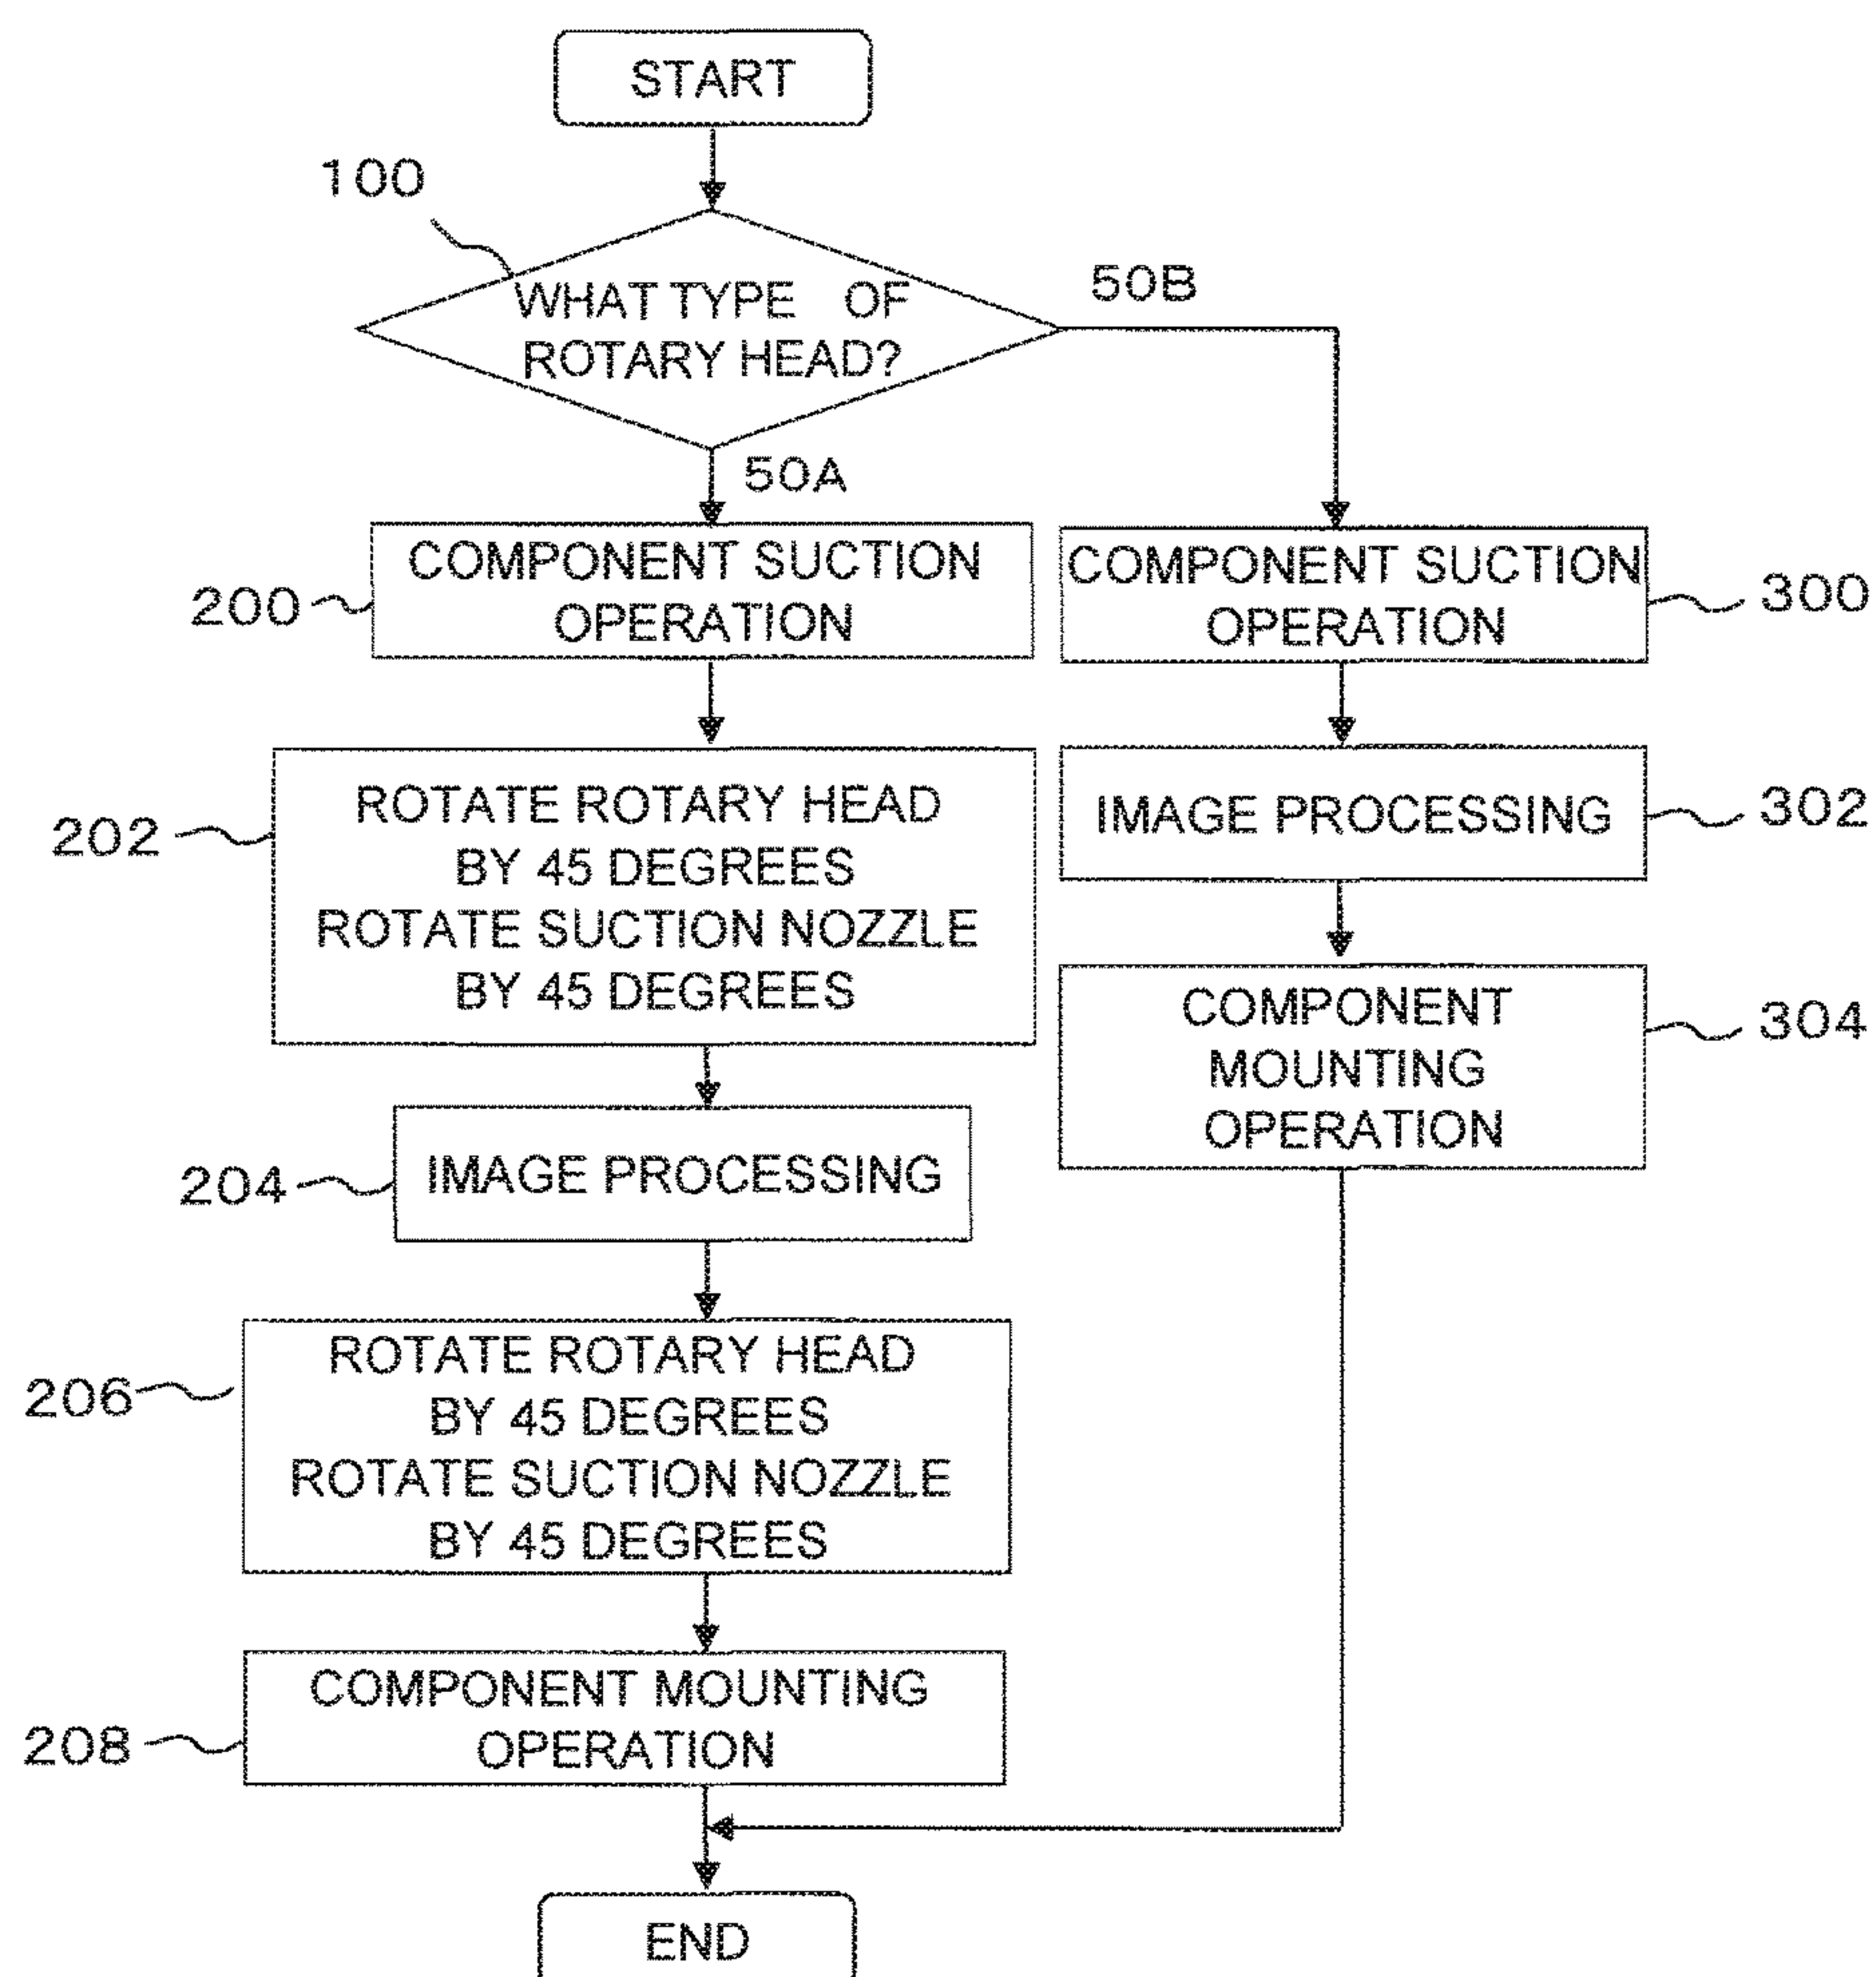 START
100
WHAT TYPE OF
ROTARY HEAD?
50B
50A
200
COMPONENT SUCTION
OPERATION
COMPONENT SUCTION
OPERATION
300
202
ROTATE ROTARY HEAD
BY 45 DEGREES
ROTATE SUCTION NOZZLE
BY 45 DEGREES
IMAGE PROCESSING
302
204
IMAGE PROCESSING
COMPONENT
MOUNTING
OPERATION
304
206
ROTATE ROTARY HEAD
BY 45 DEGREES
ROTATE SUCTION NOZZLE
BY 45 DEGREES
208
COMPONENT MOUNTING
OPERATION
END